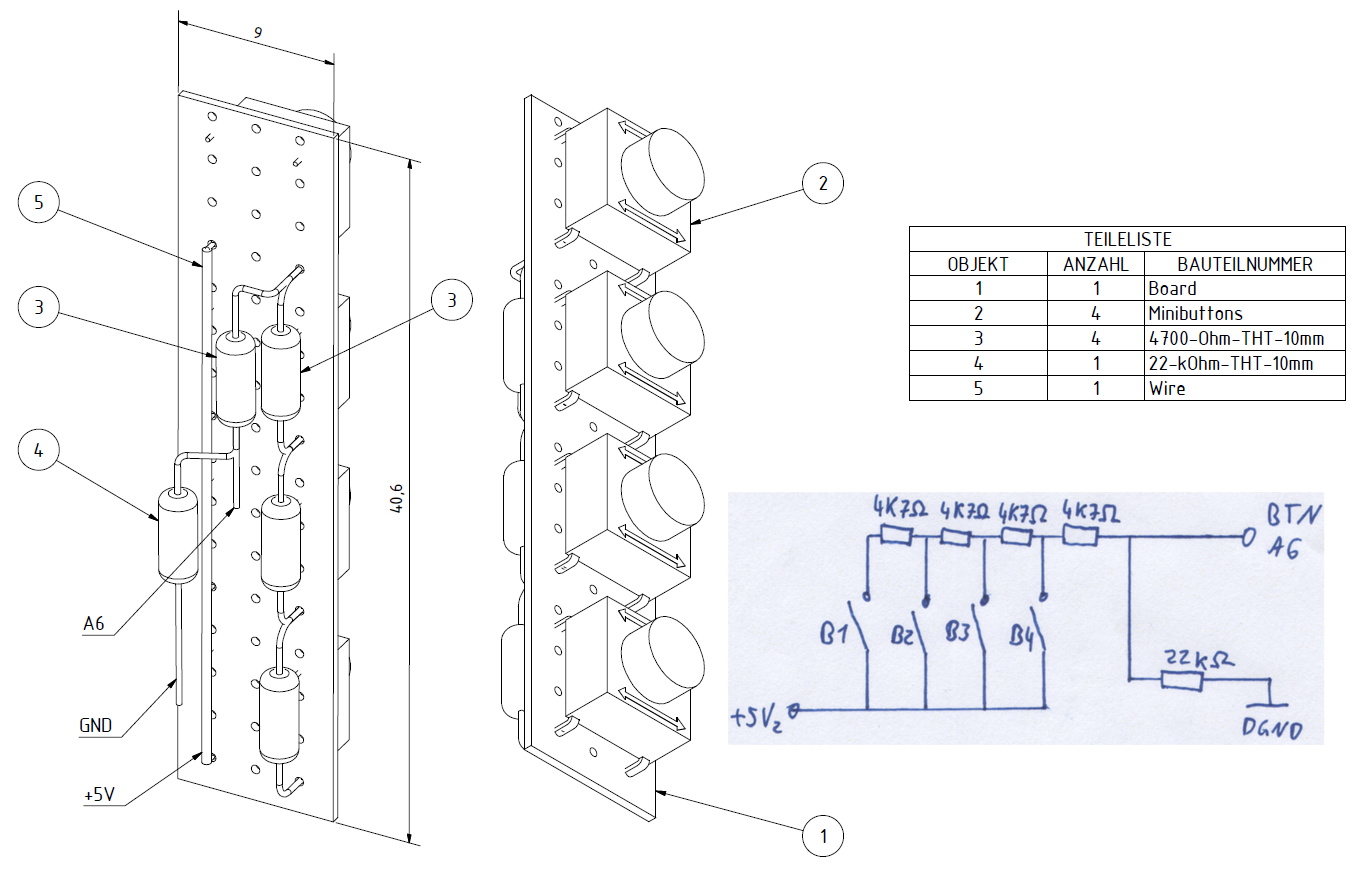 9
5
3
3
4
2
40,6
A6
GND
+5V
1
TEILELISTE
OBJEKT ANZAHL BAUTEILNUMMER
1 1 Board
2 4 Minibuttons
3 4 4700-Ohm-THT-10mm
4 1 22-kOhm-THT-10mm
5 1 Wire
4K7Ω 4K7Ω 4K7Ω 4K7Ω
BTN
A6
B1 B2 B3 B4
22kΩ
+5V₂
DGND